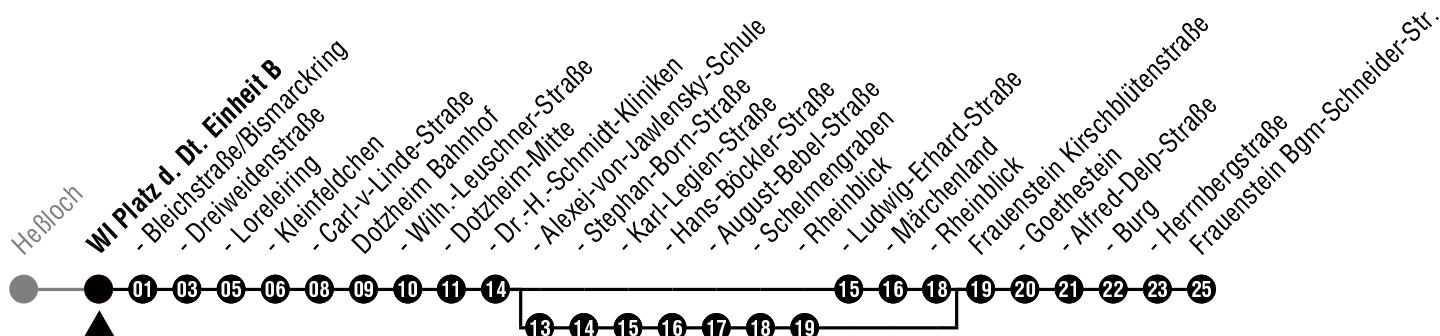 Heßloch
WI Platz d. Dt. Einheit B
- Bleichstraße/Bismarckring
- Dreiweidenstraße
- Loreleiring
- Kleinfeldchen
- Carl-v-Linde-Straße
Dotzheim Bahnhof
- Wilh.-Leuschner-Straße
- Dotzheim-Mitte
- Dr.-H.-Schmidt-Kliniken
- Alexej-von-Jawlensky-Schule
- Stephan-Born-Straße
- Karl-Legien-Straße
- Hans-Böckler-Straße
- August-Bebel-Straße
- Schelmengraben
- Rheinblick
- Ludwig-Erhard-Straße
- Märchenland
- Rheinblick
Frauenstein Kirschblütenstraße
- Goethestein
- Alfred-Delp-Straße
- Burg
- Herrnbergstraße
Frauenstein Bgm-Schneider-Str.
01 03 05 06 08 09 10 11 14 15 16 18 19 20 21 22 23 25
13 14 15 16 17 18 19